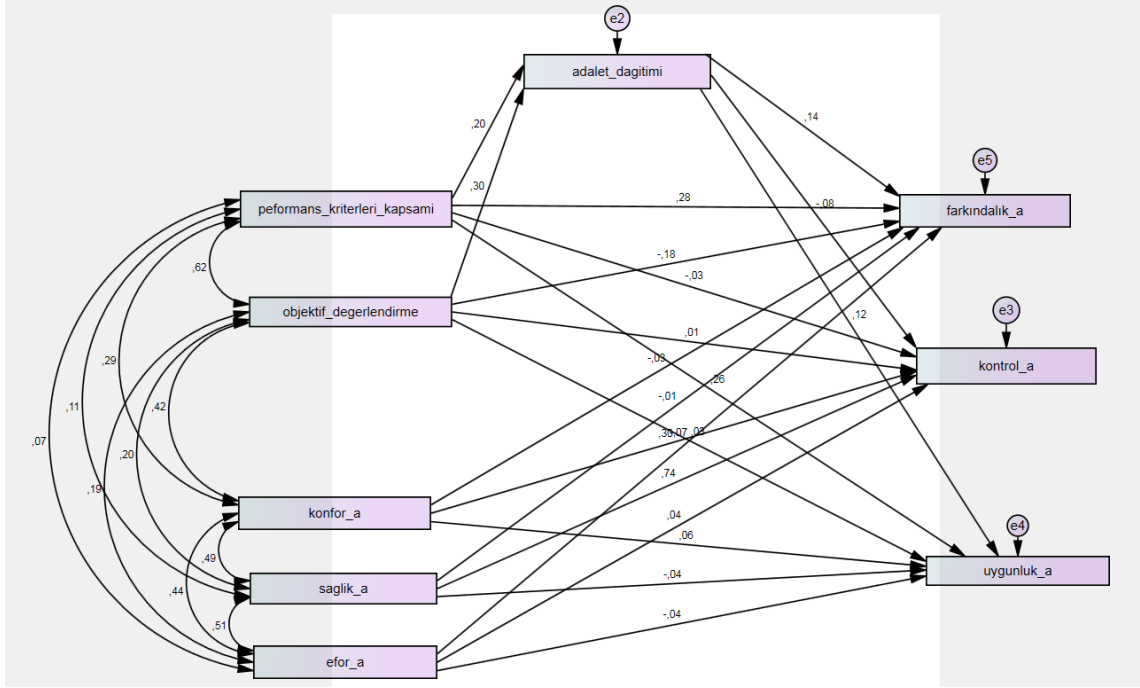 e2
adalet_dagitimi
,20
,14
,30
e5
peformans_kriterleri_kapsami
,28
-,08
farkındalık_a
,62
-,18
-,03
objektif_degerlendirme
,12
e3
,01
,29
-,03
,26
kontrol_a
,11
,42
-,01
,07
,20
,30
,07
,03
,19
,74
konfor_a
,04
e4
,06
,49
uygunluk_a
,44
saglik_a
-,04
,51
-,04
efor_a